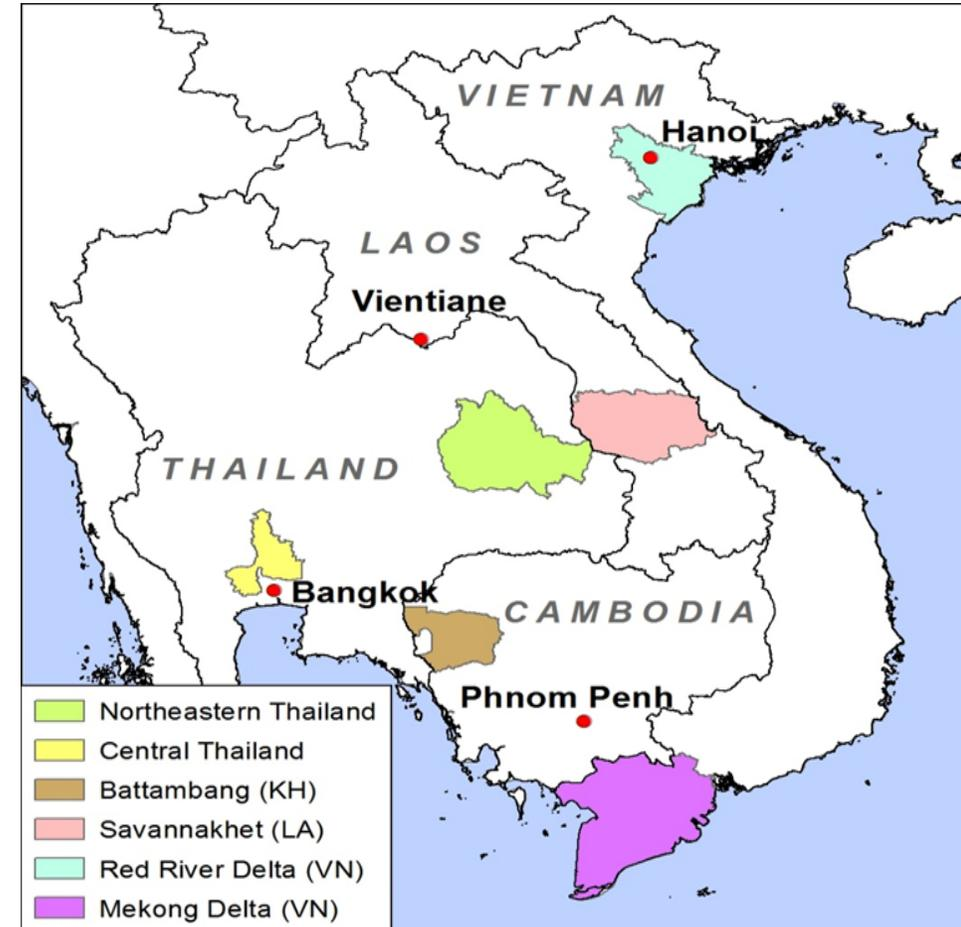 VIETNAM
Hanoi
LAOS
Vientiane
THAILAND
Bangkok
CAMBODIA
Phnom Penh
Northeastern Thailand
Central Thailand
Battambang (KH)
Savannakhet (LA)
Red River Delta (VN)
Mekong Delta (VN)